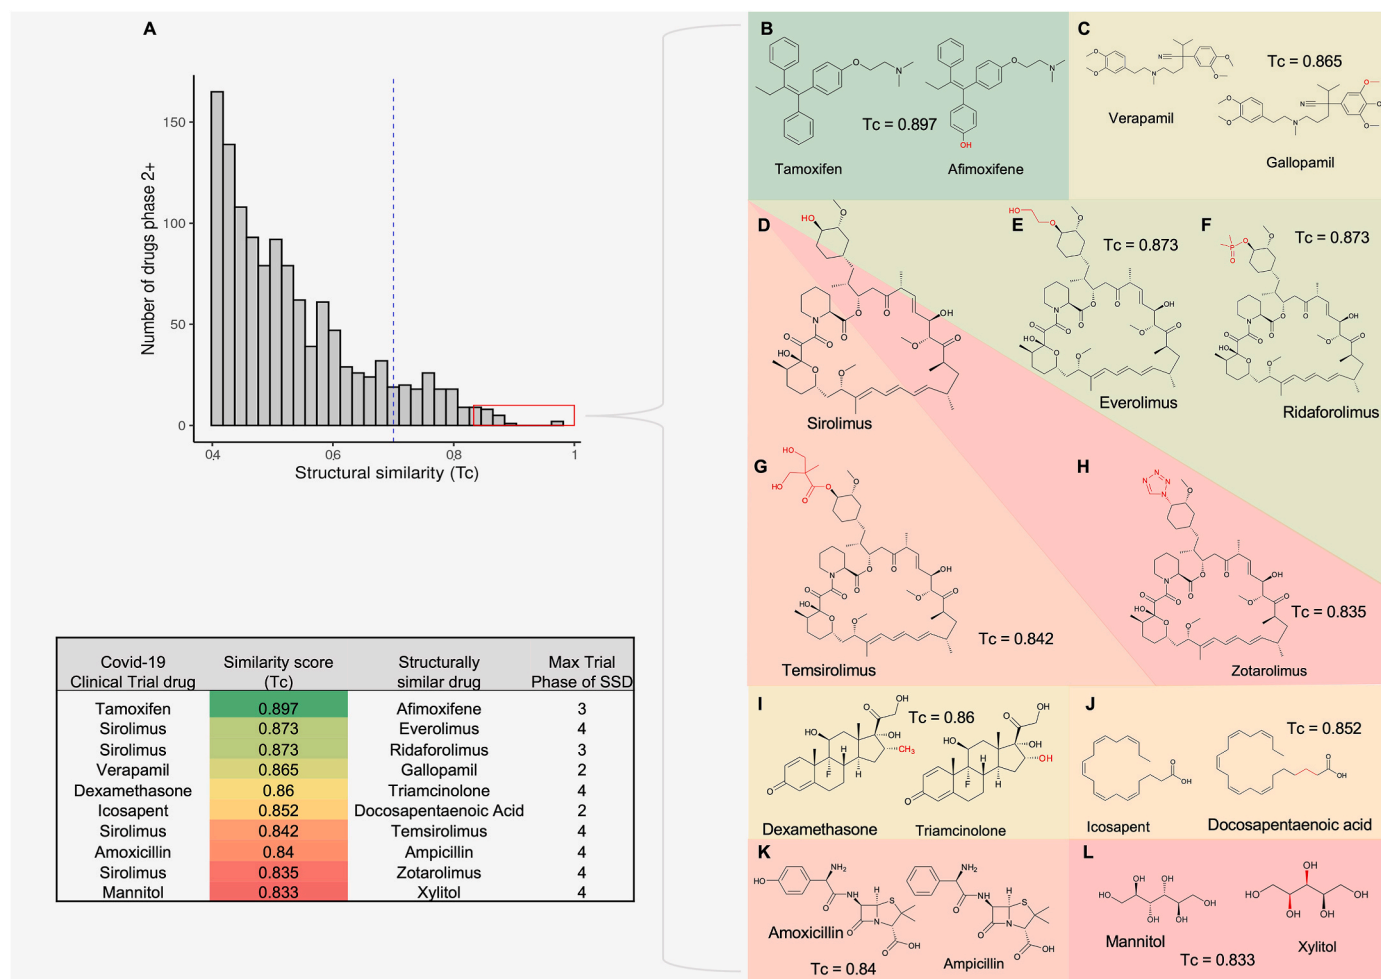 A
Number of drugs phase 2+
150
100
50
0
0.4
0.6
0.8
1
Structural similarity (Tc)
Covid-19 Clinical Trial drug
Similarity score (Tc)
Structurally similar drug
Max Trial Phase of SSD
Tamoxifen 0.897 Afimoxifene 3
Sirolimus 0.873 Everolimus 4
Sirolimus 0.873 Ridaforolimus 3
Verapamil 0.865 Gallopamil 2
Dexamethasone 0.86 Triamcinolone 4
Icosapent 0.852 Docosapentaenoic Acid 2
Sirolimus 0.842 Temsirolimus 4
Amoxicillin 0.84 Ampicillin 4
Sirolimus 0.835 Zotarolimus 4
Mannitol 0.833 Xylitol 4
B
Tc = 0.897
Tamoxifen
Afimoxifene
C
Tc = 0.865
Verapamil
Gallopamil
D
Sirolimus
E
Tc = 0.873
Everolimus
F
Tc = 0.873
Ridaforolimus
G
Tc = 0.842
Temsirolimus
H
Tc = 0.835
Zotarolimus
I
Tc = 0.86
Dexamethasone
Triamcinolone
J
Tc = 0.852
Icosapent
Docosapentaenoic acid
K
Amoxicillin
Tc = 0.84
Ampicillin
L
Mannitol
Xylitol
Tc = 0.833